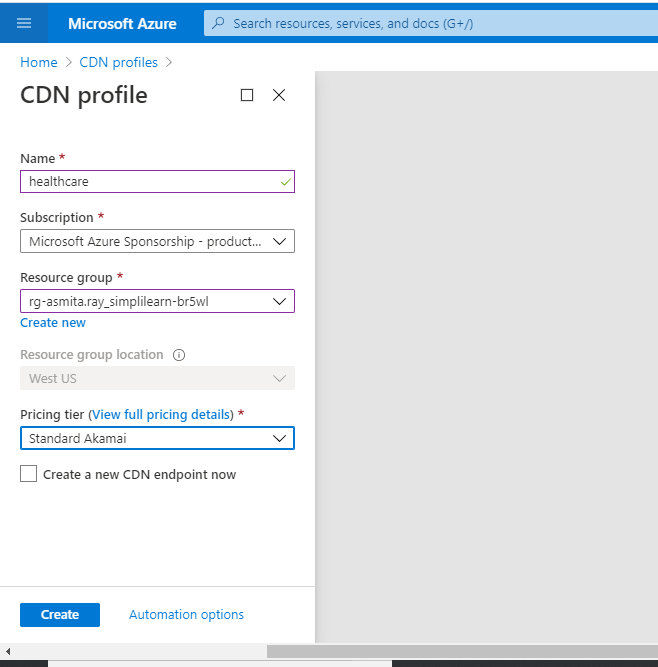 Microsoft Azure
Search resources, services, and docs (G+/)
Home > CDN profiles >
CDN profile
Name *
healthcare
Subscription *
Microsoft Azure Sponsorship - product...
Resource group *
rg-asmita.ray_simplilearn-br5wl
Create new
Resource group location
West US
Pricing tier (View full pricing details) *
Standard Akamai
Create a new CDN endpoint now
Create Automation options